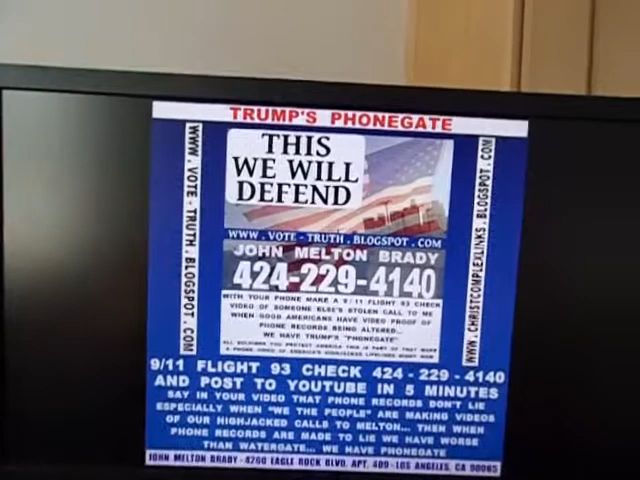 TRUMP'S PHONEGATE
THIS
WE WILL
DEFEND
WWW.VOTE-TRUTH.BLOGSPOT.COM
WWW.VOTE-TRUTH.BLOGSPOT.COM
WWW.CHRISTCOMPLEXLINKS.BLOGSPOT.COM
JOHN MELTON BRADY
424-229-4140
WITH YOUR PHONE MAKE A 9/11 FLIGHT 93 CHECK
VIDEO OF SOMEONE ELSE'S STOLEN CALL TO ME
WHEN GOOD AMERICANS HAVE VIDEO PROOF OF
PHONE RECORDS BEING ALTERED...
WE HAVE TRUMP'S "PHONEGATE"
9/11 FLIGHT 93 CHECK 424-229-4140
AND POST TO YOUTUBE IN 5 MINUTES
SAY IN YOUR VIDEO THAT PHONE RECORDS DON'T LIE
ESPECIALLY WHEN "WE THE PEOPLE" ARE MAKING VIDEOS
OF OUR HIGHJACKED CALLS TO MELTON... THEN WHEN
PHONE RECORDS ARE MADE TO LIE WE HAVE WORSE
THAN WATERGATE... WE HAVE PHONEGATE
JOHN MELTON BRADY-4260 EAGLE ROCK BLVD. APT. 409-LOS ANGELES, CA 90065